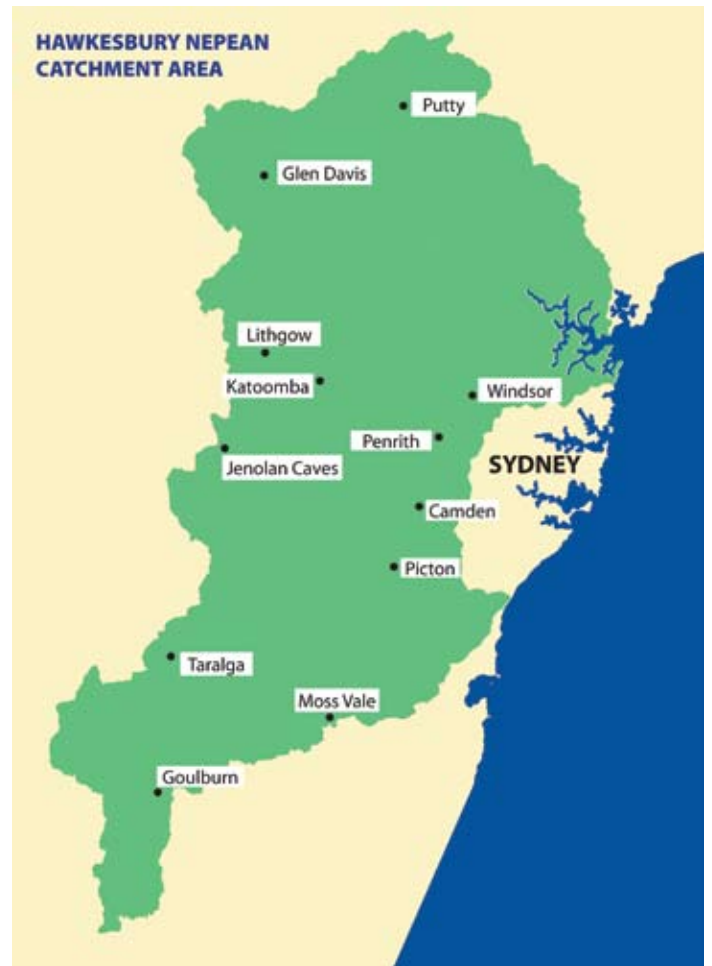 HAWKESBURY NEPEAN
CATCHMENT AREA
Putty
Glen Davis
Lithgow
Katoomba
Windsor
Penrith
SYDNEY
Jenolan Caves
Camden
Picton
Taralga
Moss Vale
Goulburn